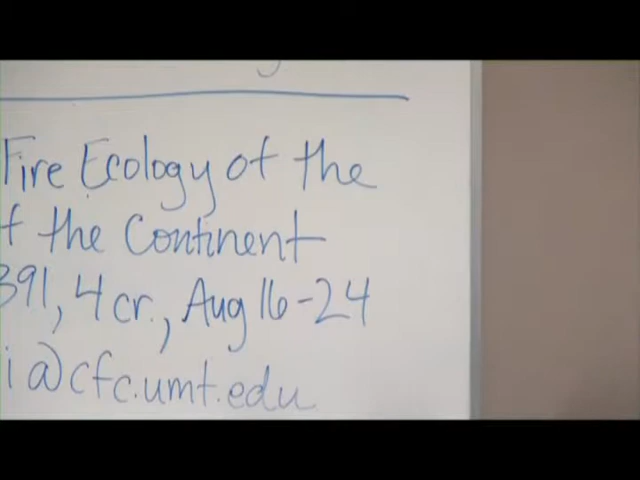 Fire Ecology of the
f the Continent
391, 4 cr., Aug 16-24
i@cfc.umt.edu